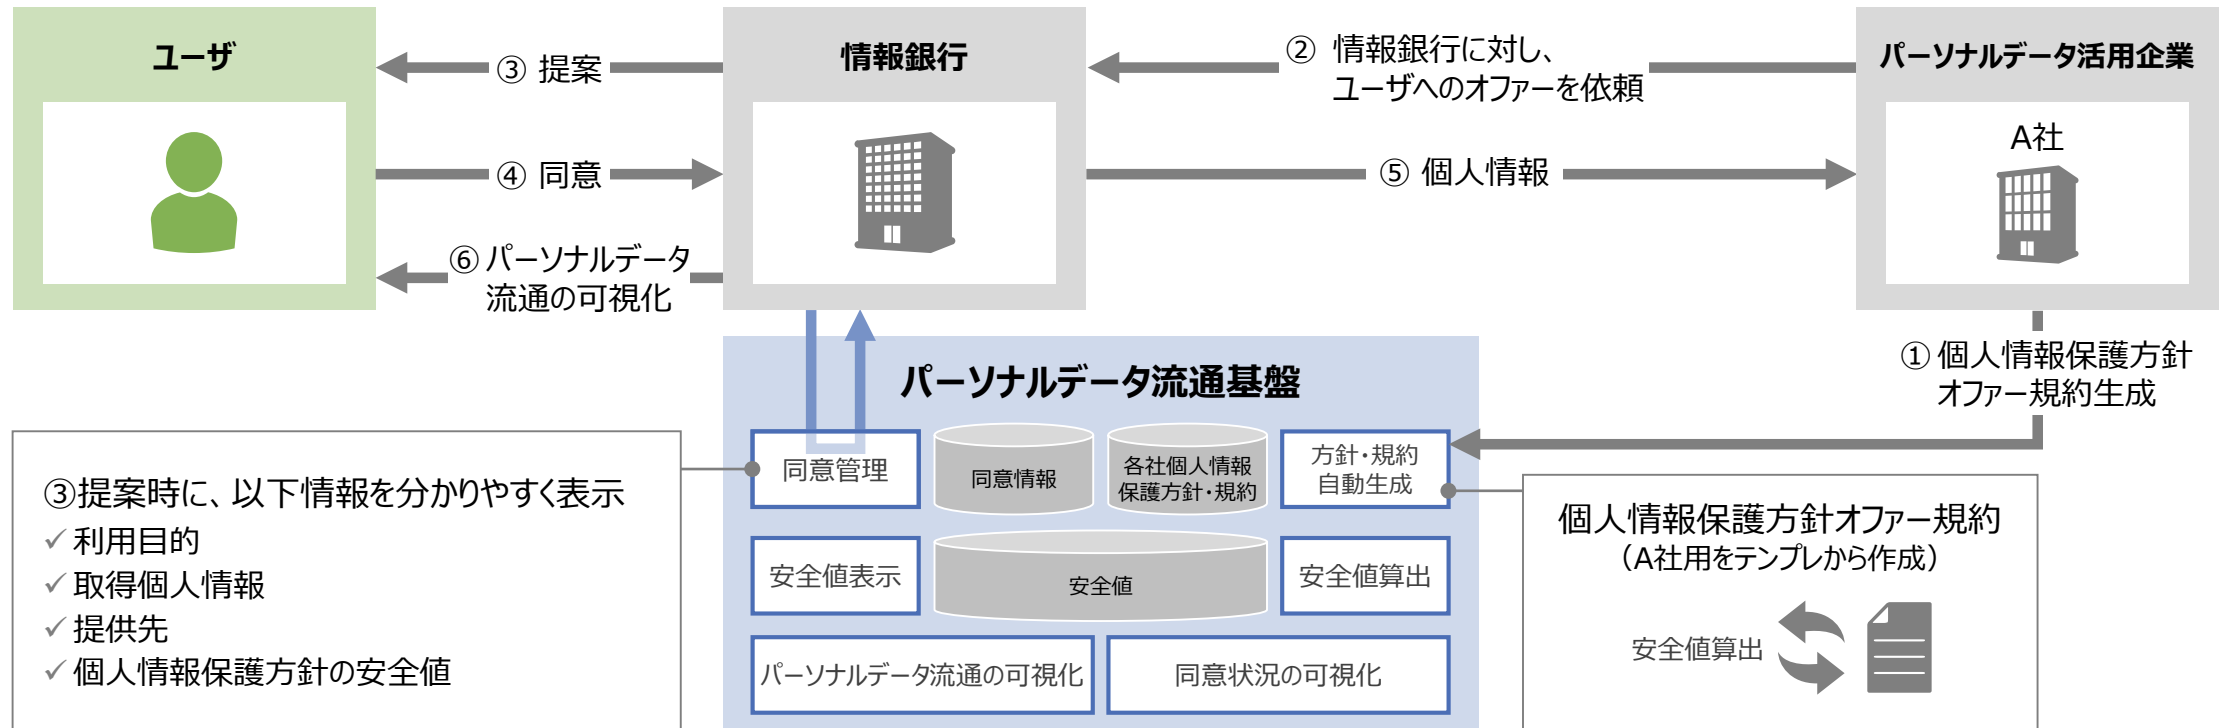 ユーザ
情報銀行
パーソナルデータ活用企業
A社
③ 提案
② 情報銀行に対し、
ユーザへのオファーを依頼
④ 同意
⑤ 個人情報
⑥ パーソナルデータ
流通の可視化
① 個人情報保護方針
オファー規約生成
パーソナルデータ流通基盤
同意管理
同意情報
各社個人情報
保護方針・規約
方針・規約
自動生成
安全値表示
安全値
安全値算出
パーソナルデータ流通の可視化
同意状況の可視化
③提案時に、以下情報を分かりやすく表示
✓ 利用目的
✓ 取得個人情報
✓ 提供先
✓ 個人情報保護方針の安全値
個人情報保護方針オファー規約
（A社用をテンプレから作成）
安全値算出